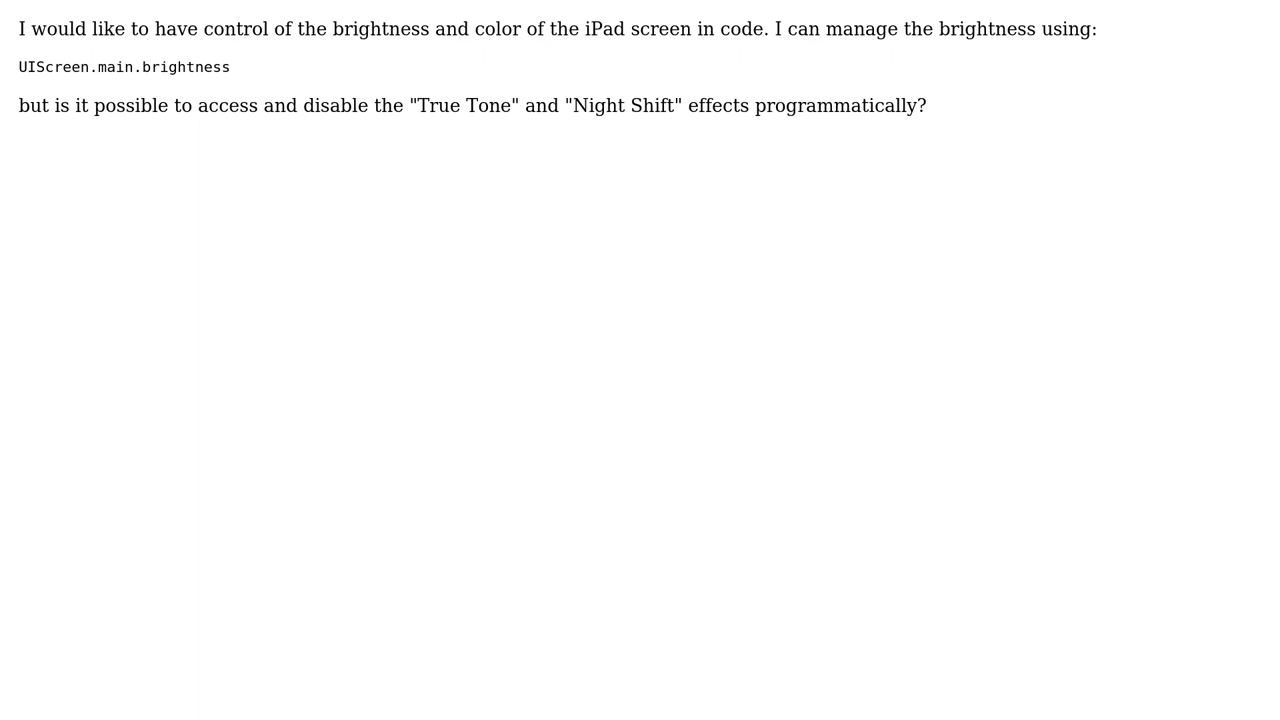 I would like to have control of the brightness and color of the iPad screen in code. I can manage the brightness using:
UIScreen.main.brightness
but is it possible to access and disable the "True Tone" and "Night Shift" effects programmatically?